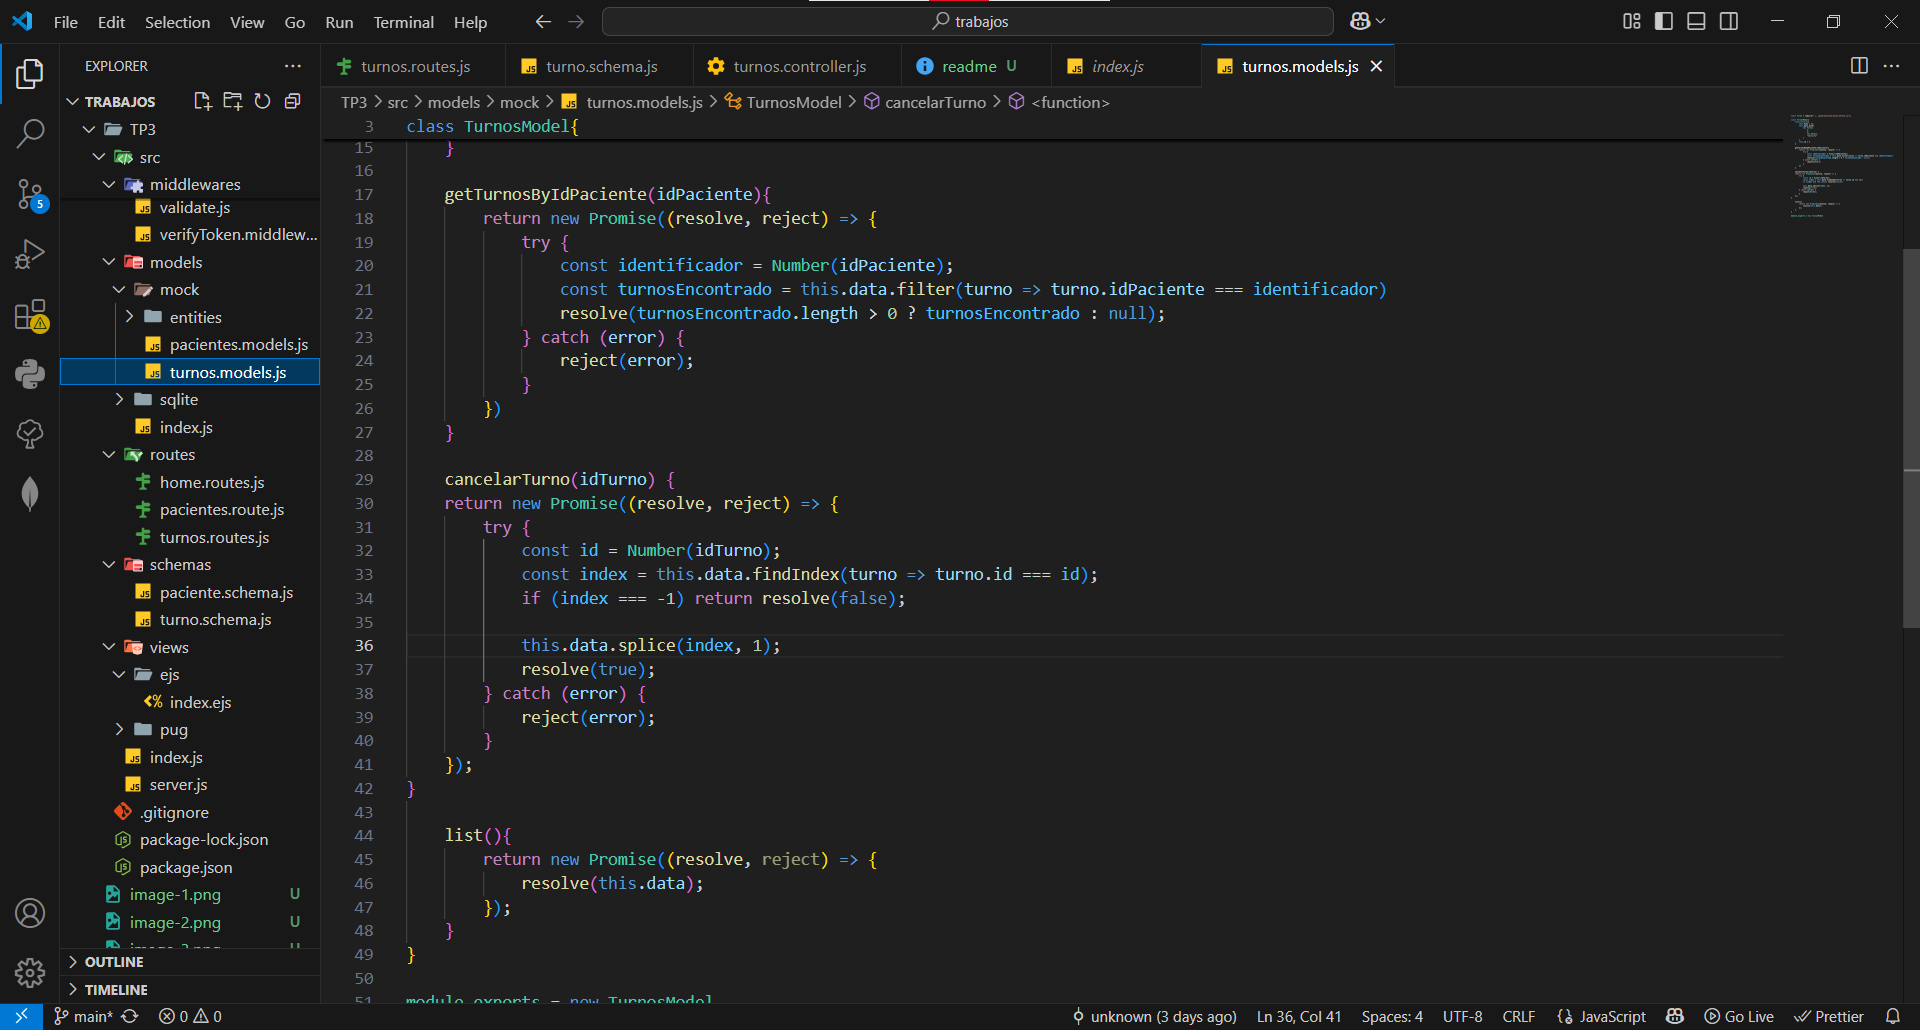 File Edit Selection View Go Run Terminal Help
trabajos
EXPLORER
TRABAJOS
TP3
src
middlewares
validate.js
verifyToken.middlew...
models
mock
entities
pacientes.models.js
turnos.models.js
sqlite
index.js
routes
home.routes.js
pacientes.route.js
turnos.routes.js
schemas
paciente.schema.js
turno.schema.js
views
ejs
index.ejs
pug
index.js
server.js
.gitignore
package-lock.json
package.json
image-1.png U
image-2.png U
OUTLINE
TIMELINE
turnos.routes.js turno.schema.js turnos.controller.js readme U index.js turnos.models.js
TP3 > src > models > mock > turnos.models.js > TurnosModel > cancelarTurno > <function>
3 class TurnosModel{
15 }
16
17 getTurnosByIdPaciente(idPaciente){
18 return new Promise((resolve, reject) => {
19 try {
20 const identificador = Number(idPaciente);
21 const turnosEncontrado = this.data.filter(turno => turno.idPaciente === identificador)
22 resolve(turnosEncontrado.length > 0 ? turnosEncontrado : null);
23 } catch (error) {
24 reject(error);
25 }
26 })
27 }
28
29 cancelarTurno(idTurno) {
30 return new Promise((resolve, reject) => {
31 try {
32 const id = Number(idTurno);
33 const index = this.data.findIndex(turno => turno.id === id);
34 if (index === -1) return resolve(false);
35
36 this.data.splice(index, 1);
37 resolve(true);
38 } catch (error) {
39 reject(error);
40 }
41 });
42 }
43
44 list(){
45 return new Promise((resolve, reject) => {
46 resolve(this.data);
47 });
48 }
49 }
50
51 module.exports = new TurnosModel
5
main* 0 0 unknown (3 days ago) Ln 36, Col 41 Spaces: 4 UTF-8 CRLF JavaScript Go Live Prettier